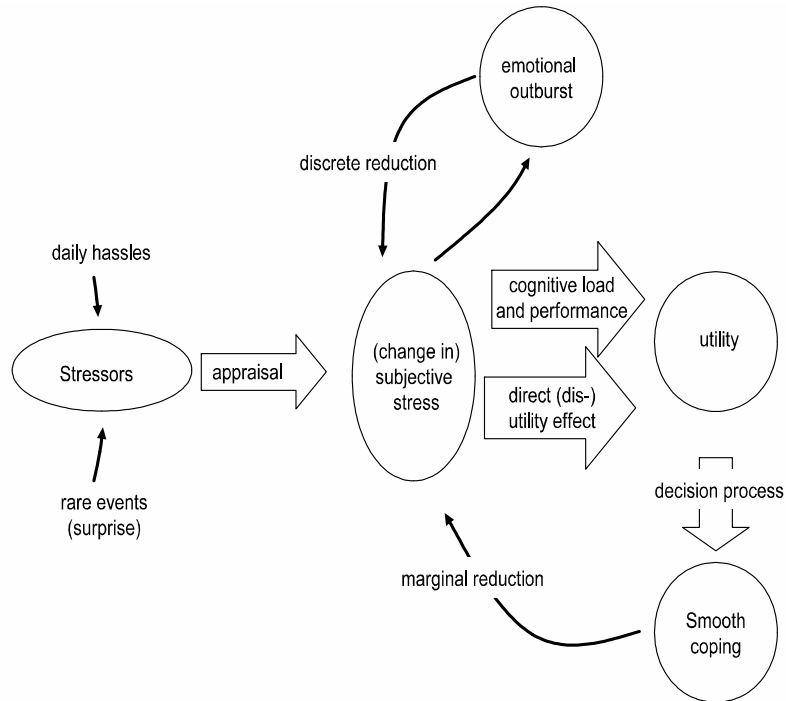 emotional
outburst
discrete reduction
daily hassles
cognitive load
and performance
utility
(change in)
subjective
stress
Stressors
appraisal
direct (dis-)
utility effect
rare events
(surprise)
decision process
marginal reduction
Smooth
coping